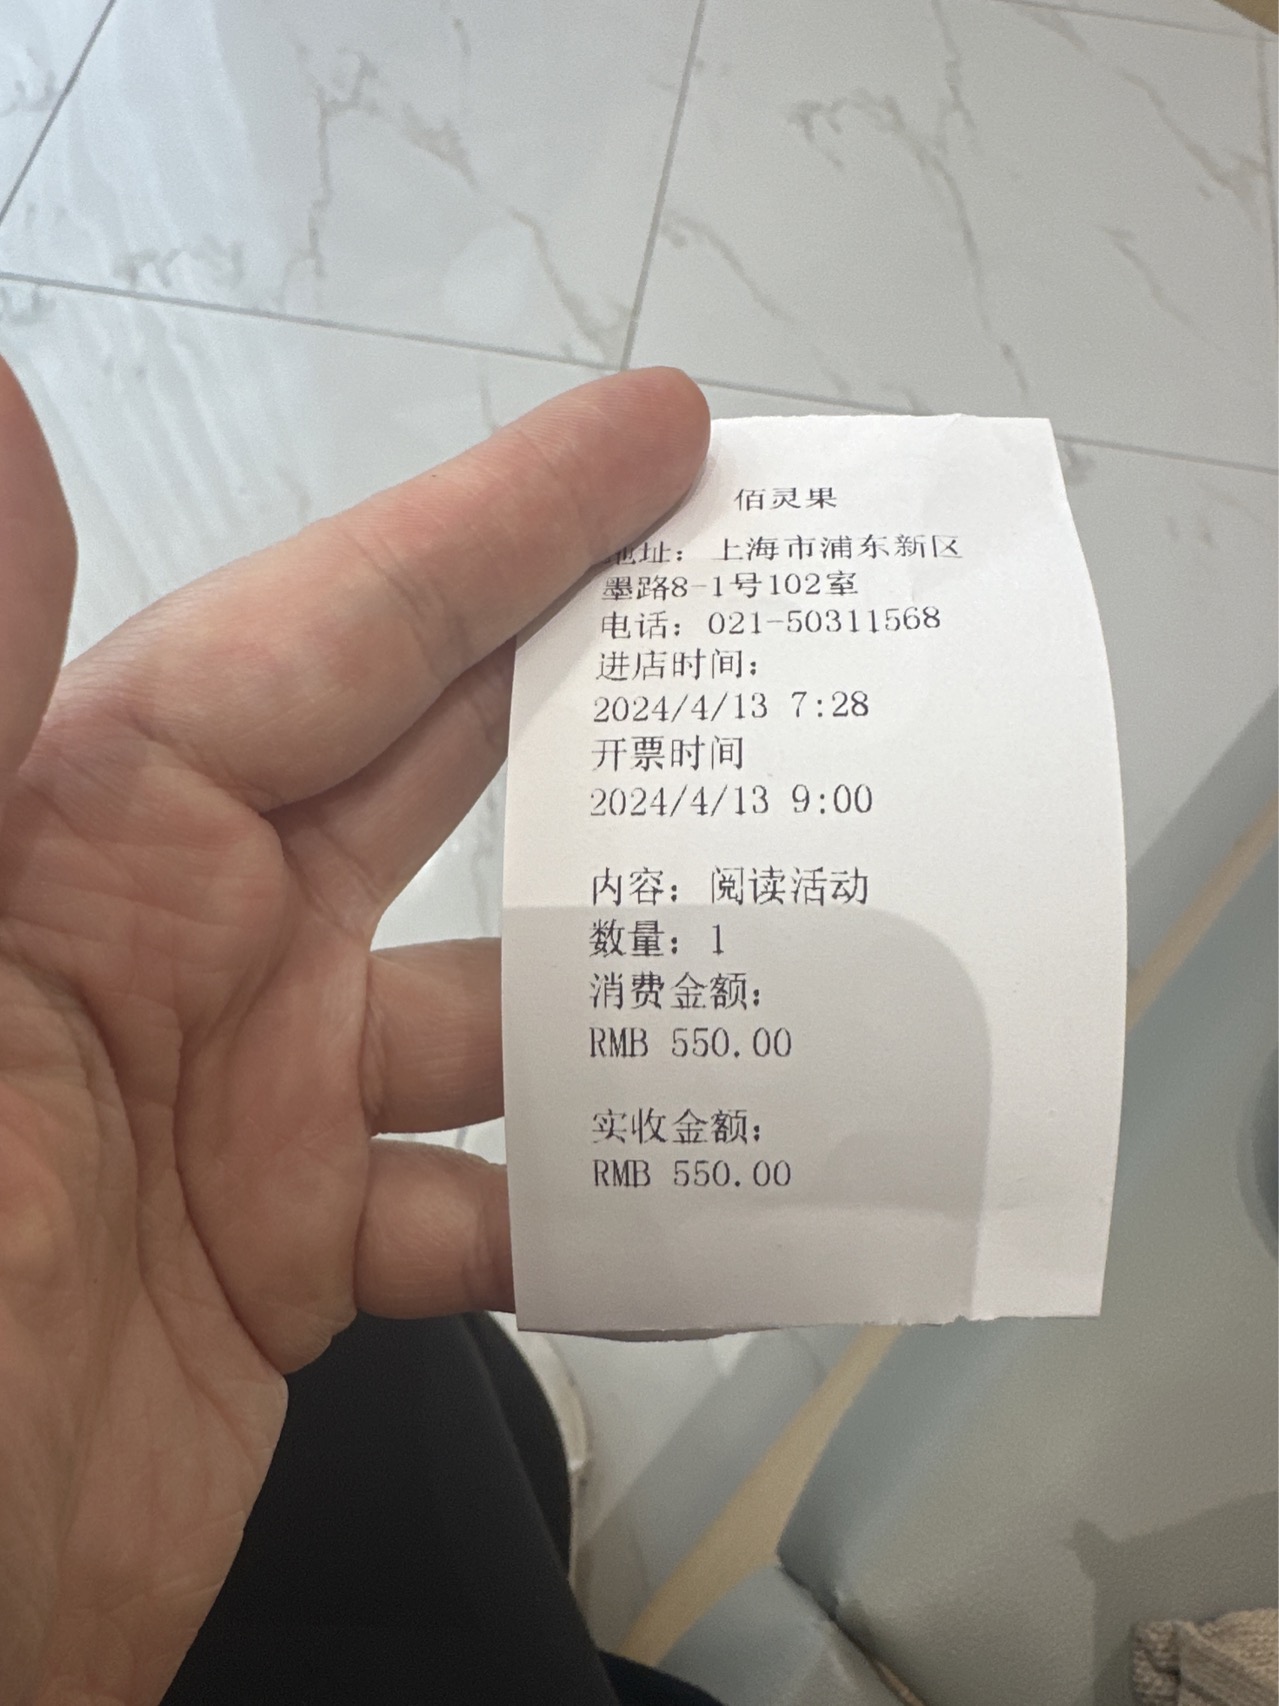 佰灵果
地址：上海市浦东新区
墨路8-1号102室
电话：021-50311568
进店时间：
2024/4/13 7:28
开票时间
2024/4/13 9:00
内容：阅读活动
数量：1
消费金额：
RMB 550.00
实收金额：
RMB 550.00